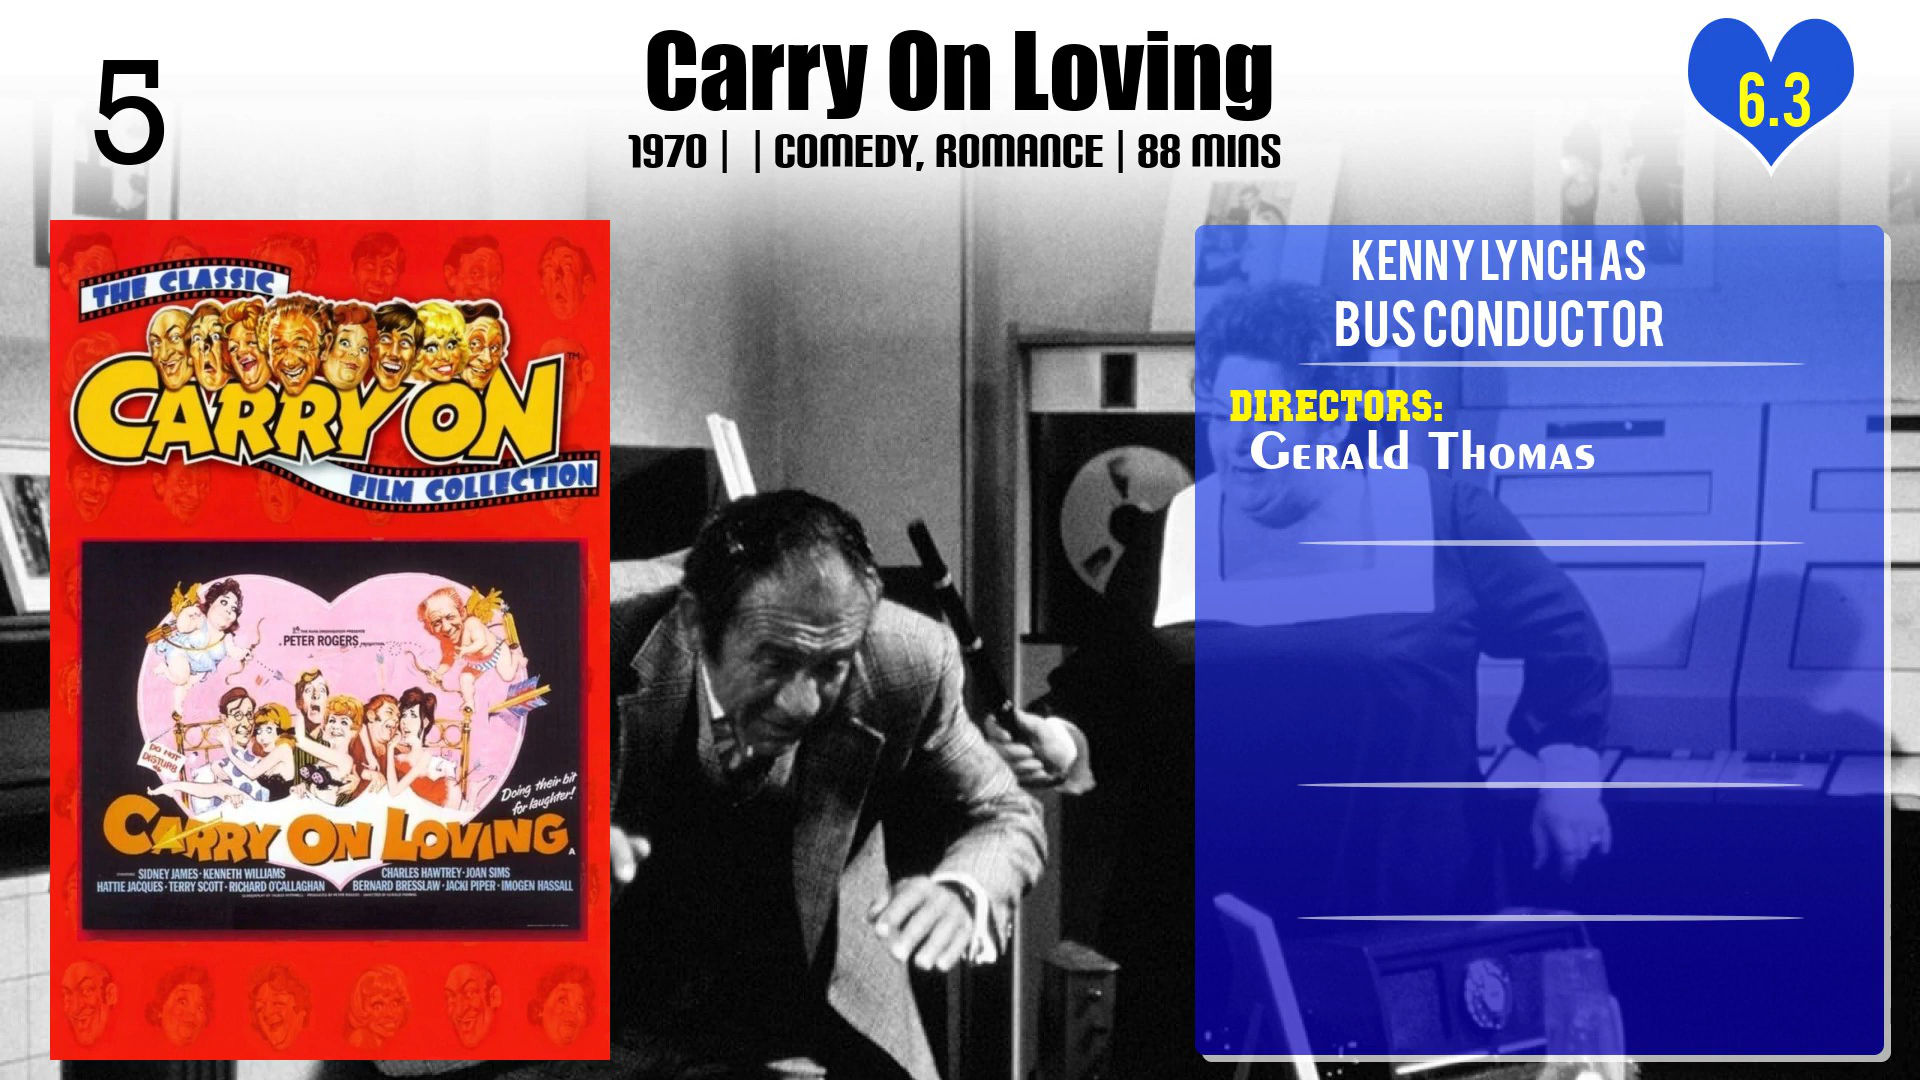 5
Carry On Loving
1970 | | COMEDY, ROMANCE | 88 MINS
6.3
THE CLASSIC
CARRY ON
TM
FILM COLLECTION
PETER ROGERS
DO NOT
DISTURB
Doing their bit
for laughter!
CARRY ON LOVING
A
SIDNEY JAMES · KENNETH WILLIAMS CHARLES HAWTREY · JOAN SIMS
HATTIE JACQUES · TERRY SCOTT · RICHARD O'CALLAGHAN BERNARD BRESSLAW · JACKI PIPER · IMOGEN HASSALL
KENNY LYNCH AS
BUS CONDUCTOR
DIRECTORS:
Gerald Thomas